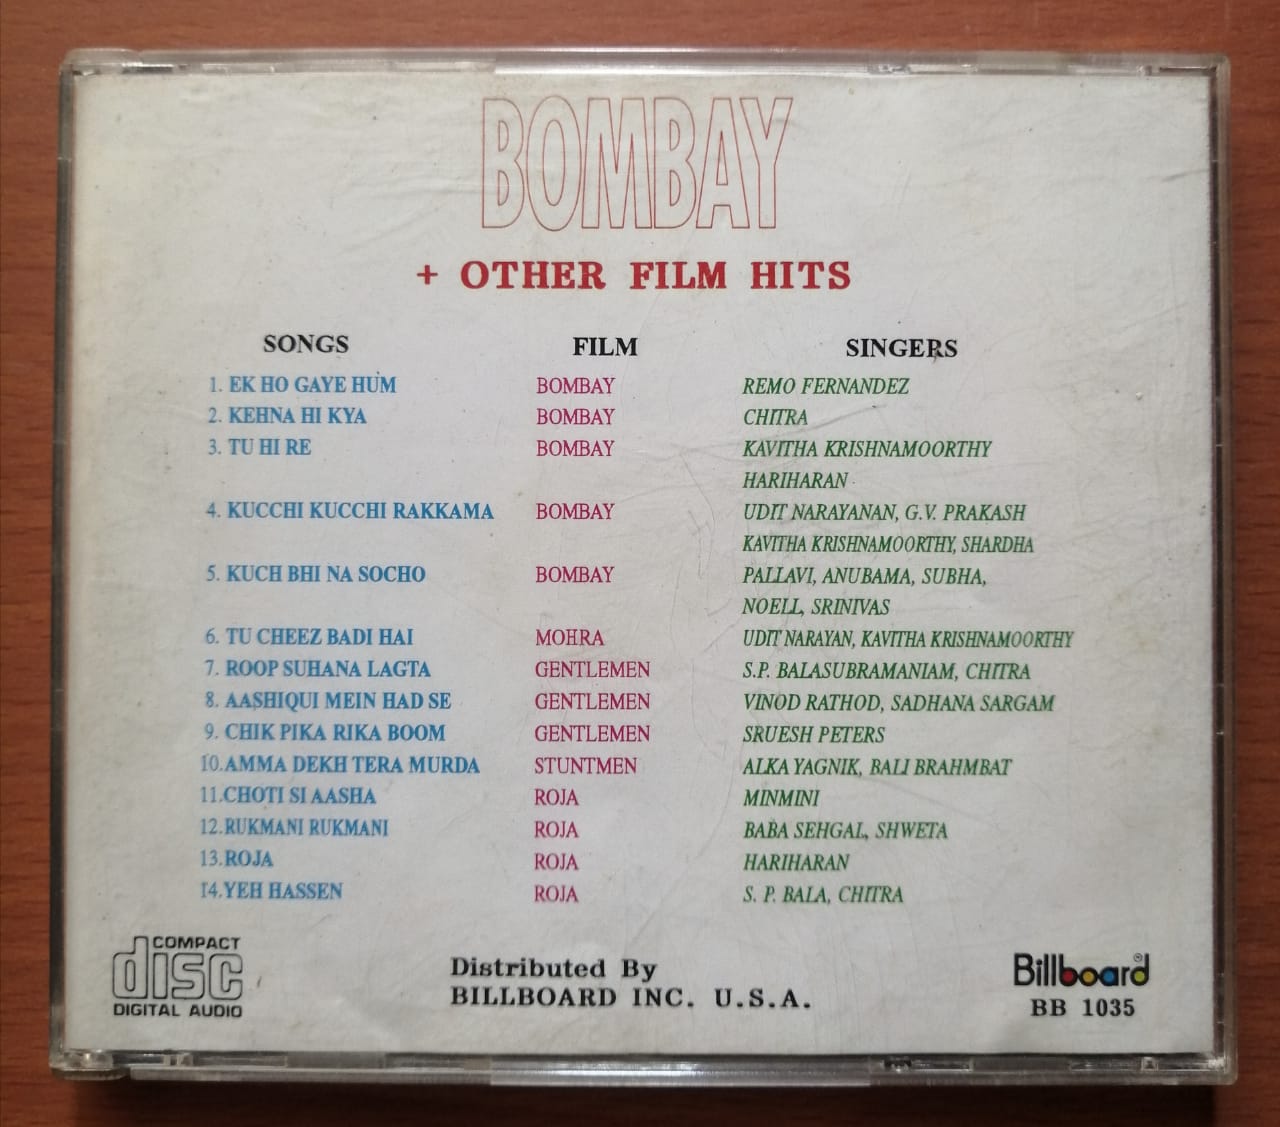 BOMBAY
+ OTHER FILM HITS
SONGS FILM SINGERS
1. EK HO GAYE HUM BOMBAY REMO FERNANDEZ
2. KEHNA HI KYA BOMBAY CHITRA
3. TU HI RE BOMBAY KAVITHA KRISHNAMOORTHY
HARIHARAN
4. KUCCHI KUCCHI RAKKAMA BOMBAY UDIT NARAYANAN, G.V. PRAKASH
KAVITHA KRISHNAMOORTHY, SHARDHA
5. KUCH BHI NA SOCHO BOMBAY PALLAVI, ANUBAMA, SUBHA,
NOELL, SRINIVAS
6. TU CHEEZ BADI HAI MOHRA UDIT NARAYAN, KAVITHA KRISHNAMOORTHY
7. ROOP SUHANA LAGTA GENTLEMEN S.P. BALASUBRAMANIAM, CHITRA
8. AASHIQUI MEIN HAD SE GENTLEMEN VINOD RATHOD, SADHANA SARGAM
9. CHIK PIKA RIKA BOOM GENTLEMEN SRUESH PETERS
10. AMMA DEKH TERA MURDA STUNTMEN ALKA YAGNIK, BALI BRAHMBAT
11. CHOTI SI AASHA ROJA MINMINI
12. RUKMANI RUKMANI ROJA BABA SEHGAL, SHWETA
13. ROJA ROJA HARIHARAN
14. YEH HASSEN ROJA S. P. BALA, CHITRA
COMPACT
disc
DIGITAL AUDIO
Distributed By
BILLBOARD INC. U.S.A.
Billboard ®
BB 1035